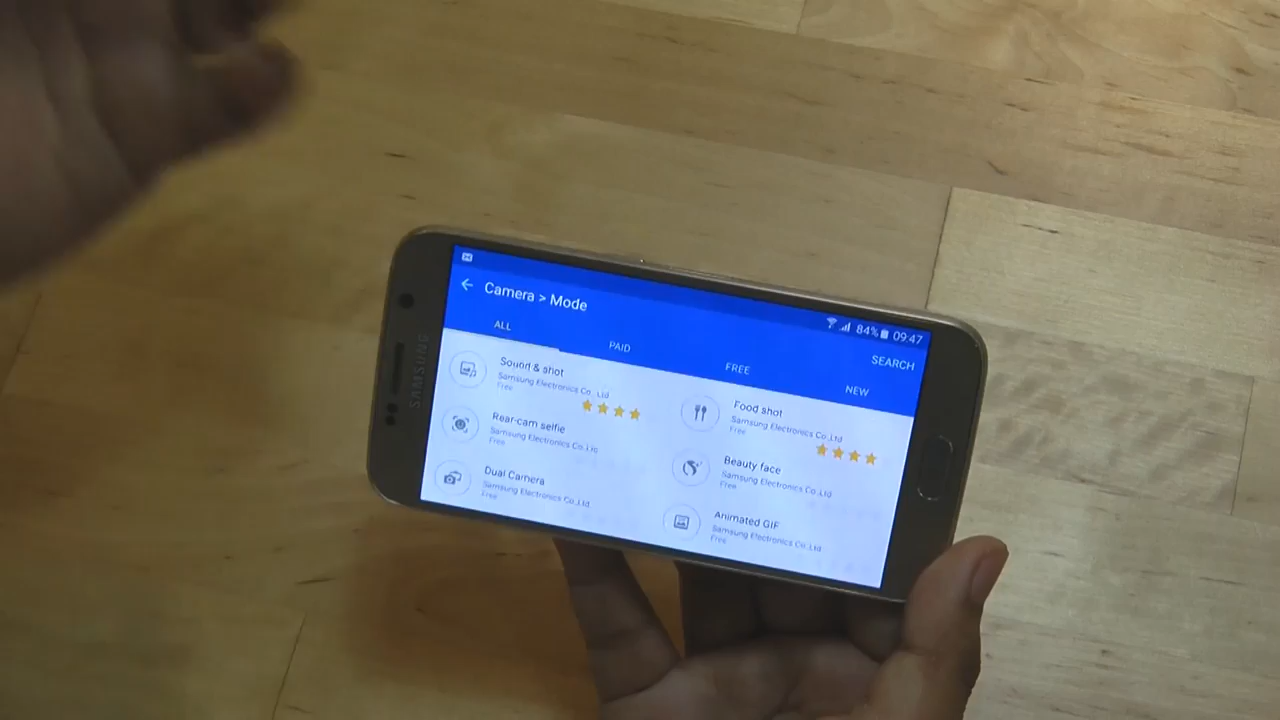 SAMSUNG
84% 09:47
Camera > Mode
SEARCH
ALL PAID FREE NEW
Sound & shot
Samsung Electronics Co.,Ltd
Free
Food shot
Samsung Electronics Co.,Ltd
Free
Rear-cam selfie
Samsung Electronics Co.,Ltd
Free
Beauty face
Samsung Electronics Co.,Ltd
Free
Dual Camera
Samsung Electronics Co.,Ltd.
Free
Animated GIF
Samsung Electronics Co.,Ltd
Free